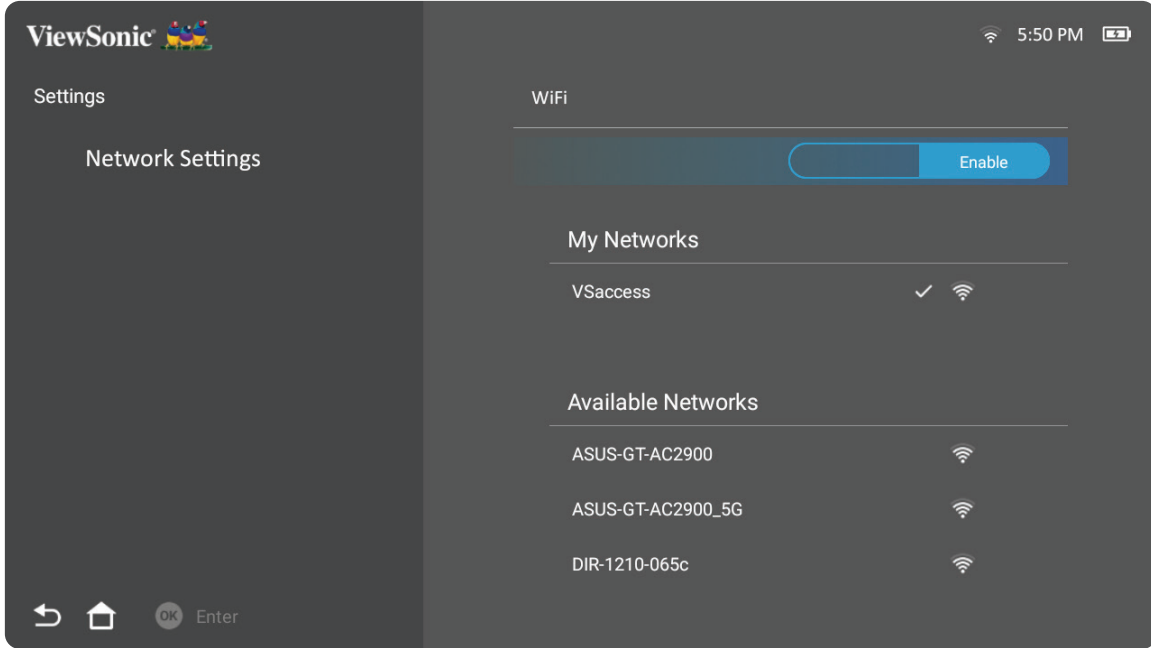 ViewSonic®
5:50 PM
Settings
Network Settings
WiFi
Enable
My Networks
VSaccess
Available Networks
ASUS-GT-AC2900
ASUS-GT-AC2900_5G
DIR-1210-065c
OK Enter